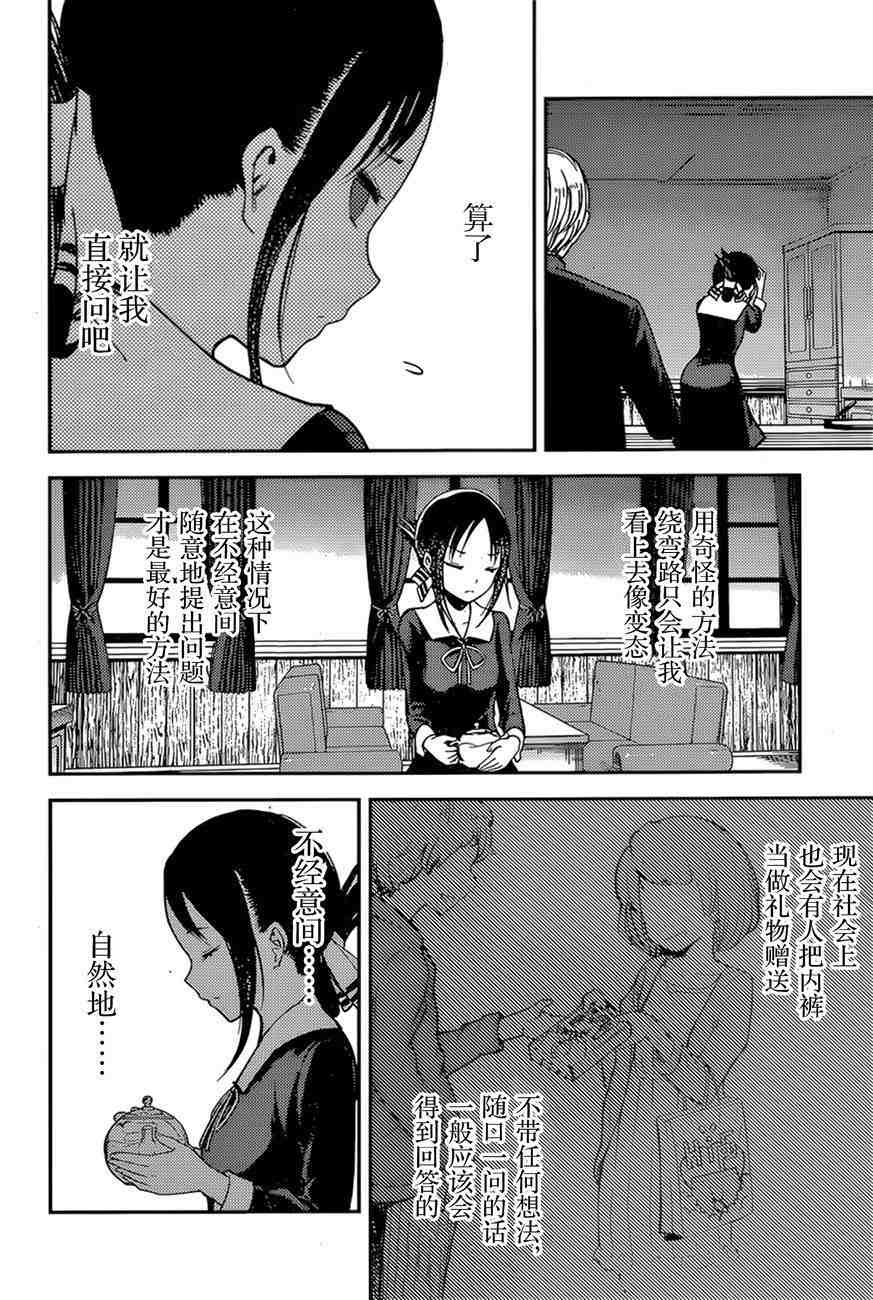 算了
就让我
直接问吧
用奇怪的方法
绕弯路只会让我
看上去像变态
这种情况下
在不经意间
随意地提出问题
才是最好的方法
现在社会上
也会有人把内裤
当做礼物赠送
不带任何想法，
随口一问的话
一般应该会
得到回答的
不经意间……
自然地……